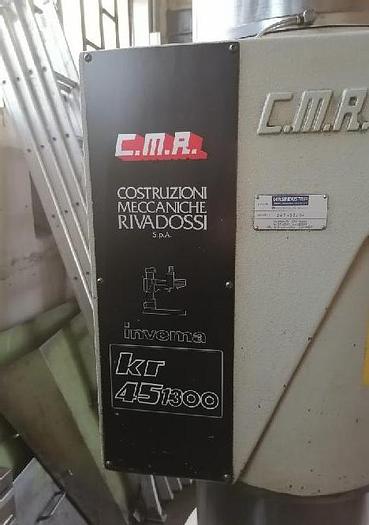 C.M.R.
COSTRUZIONI
MECCANICHE
RIVADOSSI
S.p.A.
invema
kr
45 1300
C.M.R.